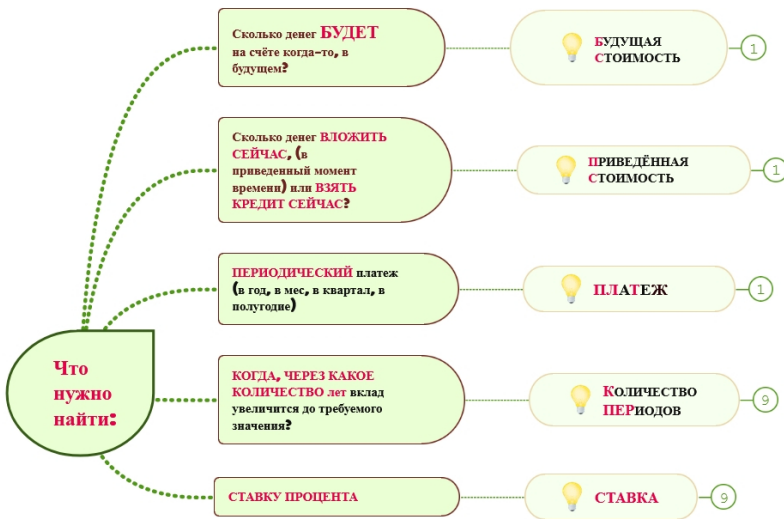 Сколько денег БУДЕТ
на счёте когда-то, в
будущем?
БУДУЩАЯ
СТОИМОСТЬ
1
Сколько денег ВЛОЖИТЬ
СЕЙЧАС, (в
приведенный момент
времени) или ВЗЯТЬ
КРЕДИТ СЕЙЧАС?
ПРИВЕДЁННАЯ
СТОИМОСТЬ
1
ПЕРИОДИЧЕСКИЙ платеж
(в год, в мес, в квартал, в
полугодие)
ПЛАТЕЖ
1
Что
нужно
найти:
КОГДА, ЧЕРЕЗ КАКОЕ
КОЛИЧЕСТВО лет вклад
увеличится до требуемого
значения?
КОЛИЧЕСТВО
ПЕРИОДОВ
9
СТАВКУ ПРОЦЕНТА
СТАВКА
9